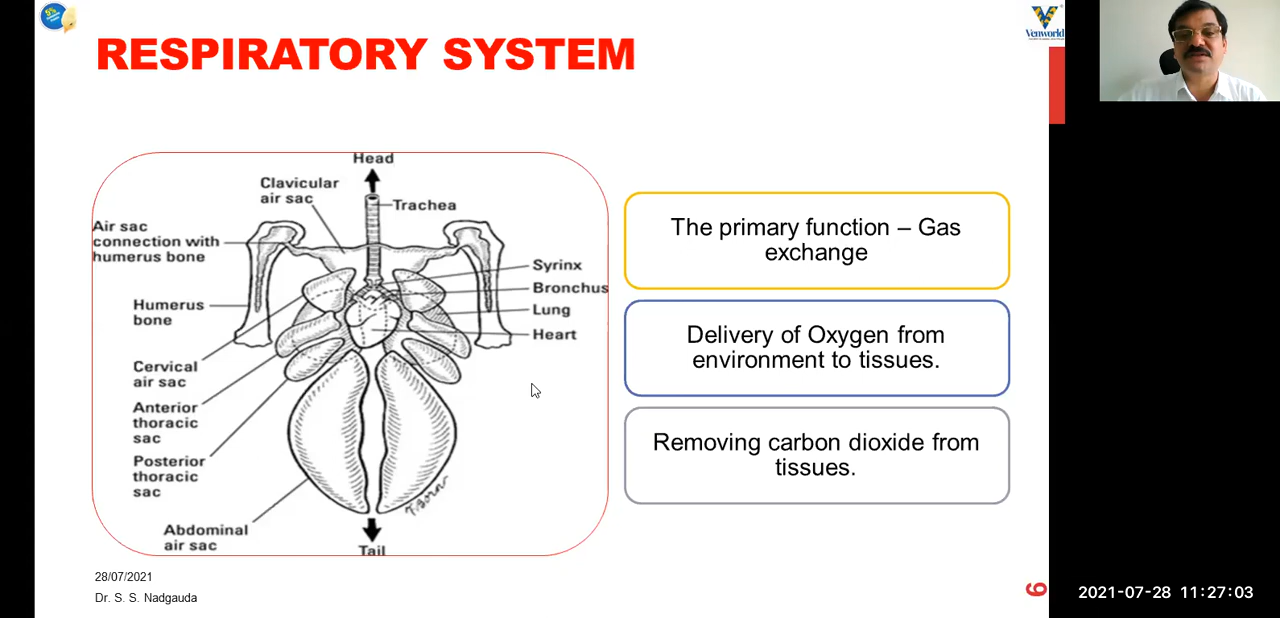 5%
RESPIRATORY SYSTEM
Venworld
Head
Clavicular
air sac
Trachea
Air sac
connection with
humerus bone
Syrinx
Bronchus
Humerus
bone
Lung
Heart
Cervical
air sac
Anterior
thoracic
sac
Posterior
thoracic
sac
Abdominal
air sac
Tail
The primary function – Gas
exchange
Delivery of Oxygen from
environment to tissues.
Removing carbon dioxide from
tissues.
28/07/2021
Dr. S. S. Nadgauda
6
2021-07-28 11:27:03